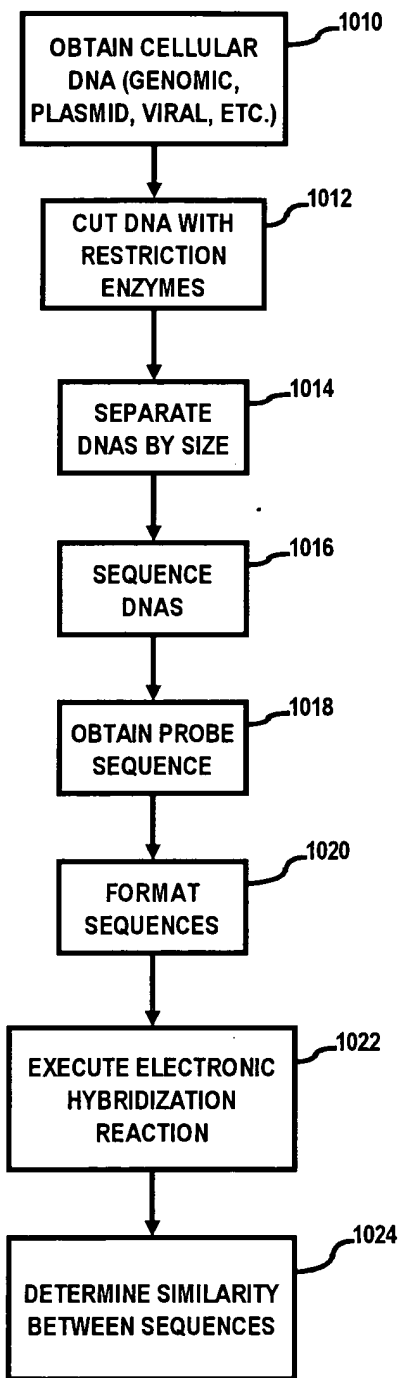 1010
OBTAIN CELLULAR
DNA (GENOMIC,
PLASMID, VIRAL, ETC.)
1012
CUT DNA WITH
RESTRICTION
ENZYMES
1014
SEPARATE
DNAS BY SIZE
1016
SEQUENCE
DNAS
1018
OBTAIN PROBE
SEQUENCE
1020
FORMAT
SEQUENCES
1022
EXECUTE ELECTRONIC
HYBRIDIZATION
REACTION
1024
DETERMINE SIMILARITY
BETWEEN SEQUENCES